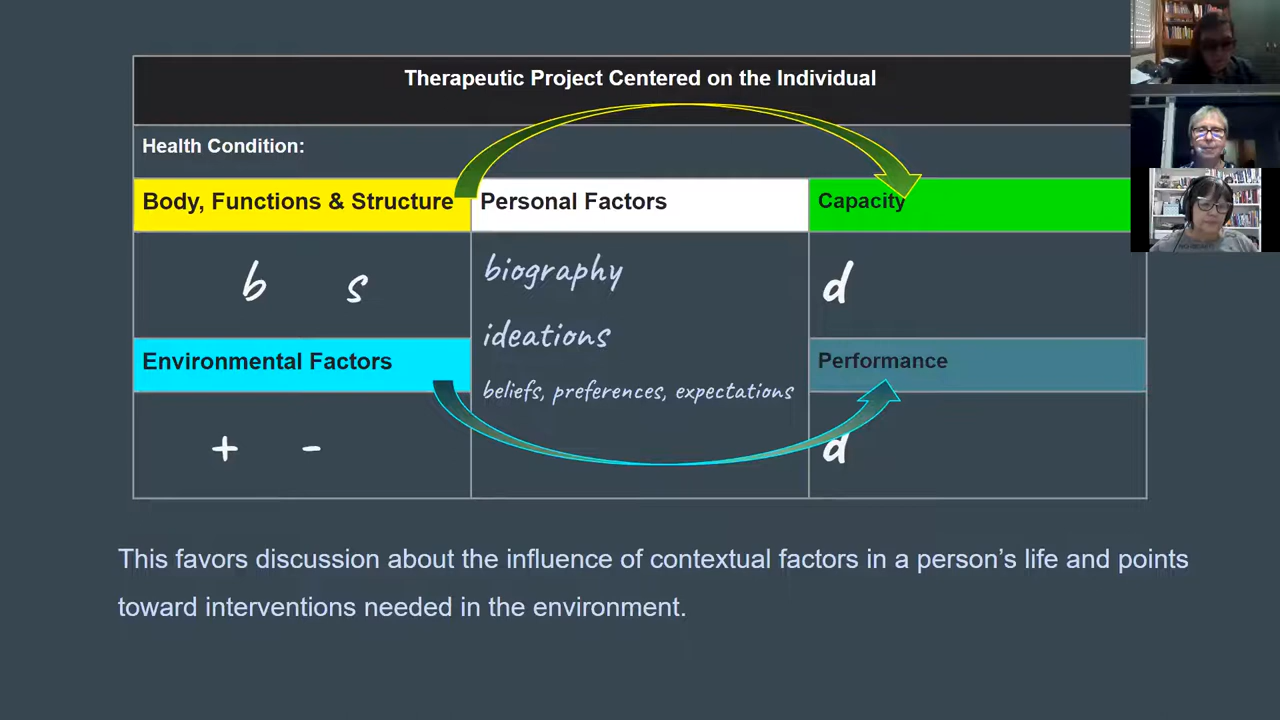 Therapeutic Project Centered on the Individual
Health Condition:
Body, Functions & Structure
Personal Factors
Capacity
b s
biography
d
ideations
Environmental Factors
Performance
beliefs, preferences, expectations
+ -
d
This favors discussion about the influence of contextual factors in a person’s life and points
toward interventions needed in the environment.